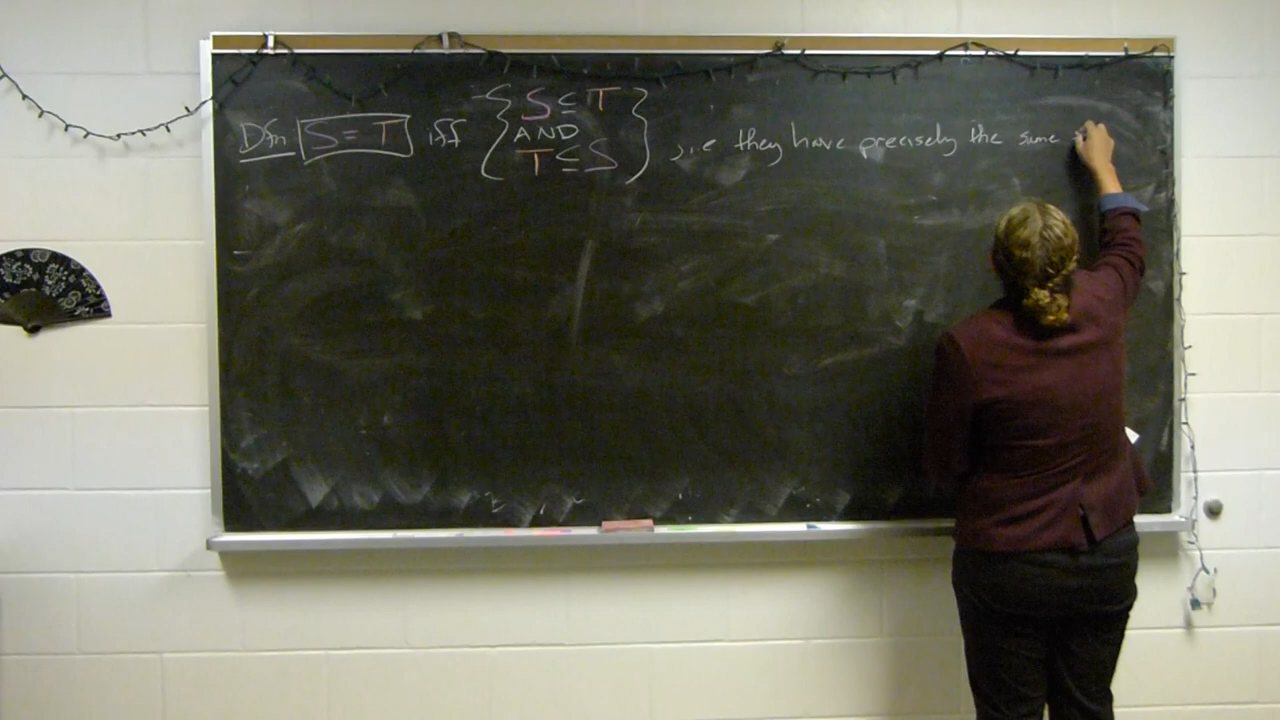 S ⊆ T
Dfn S = T iff { AND } , i.e they have precisely the same
T ⊆ S